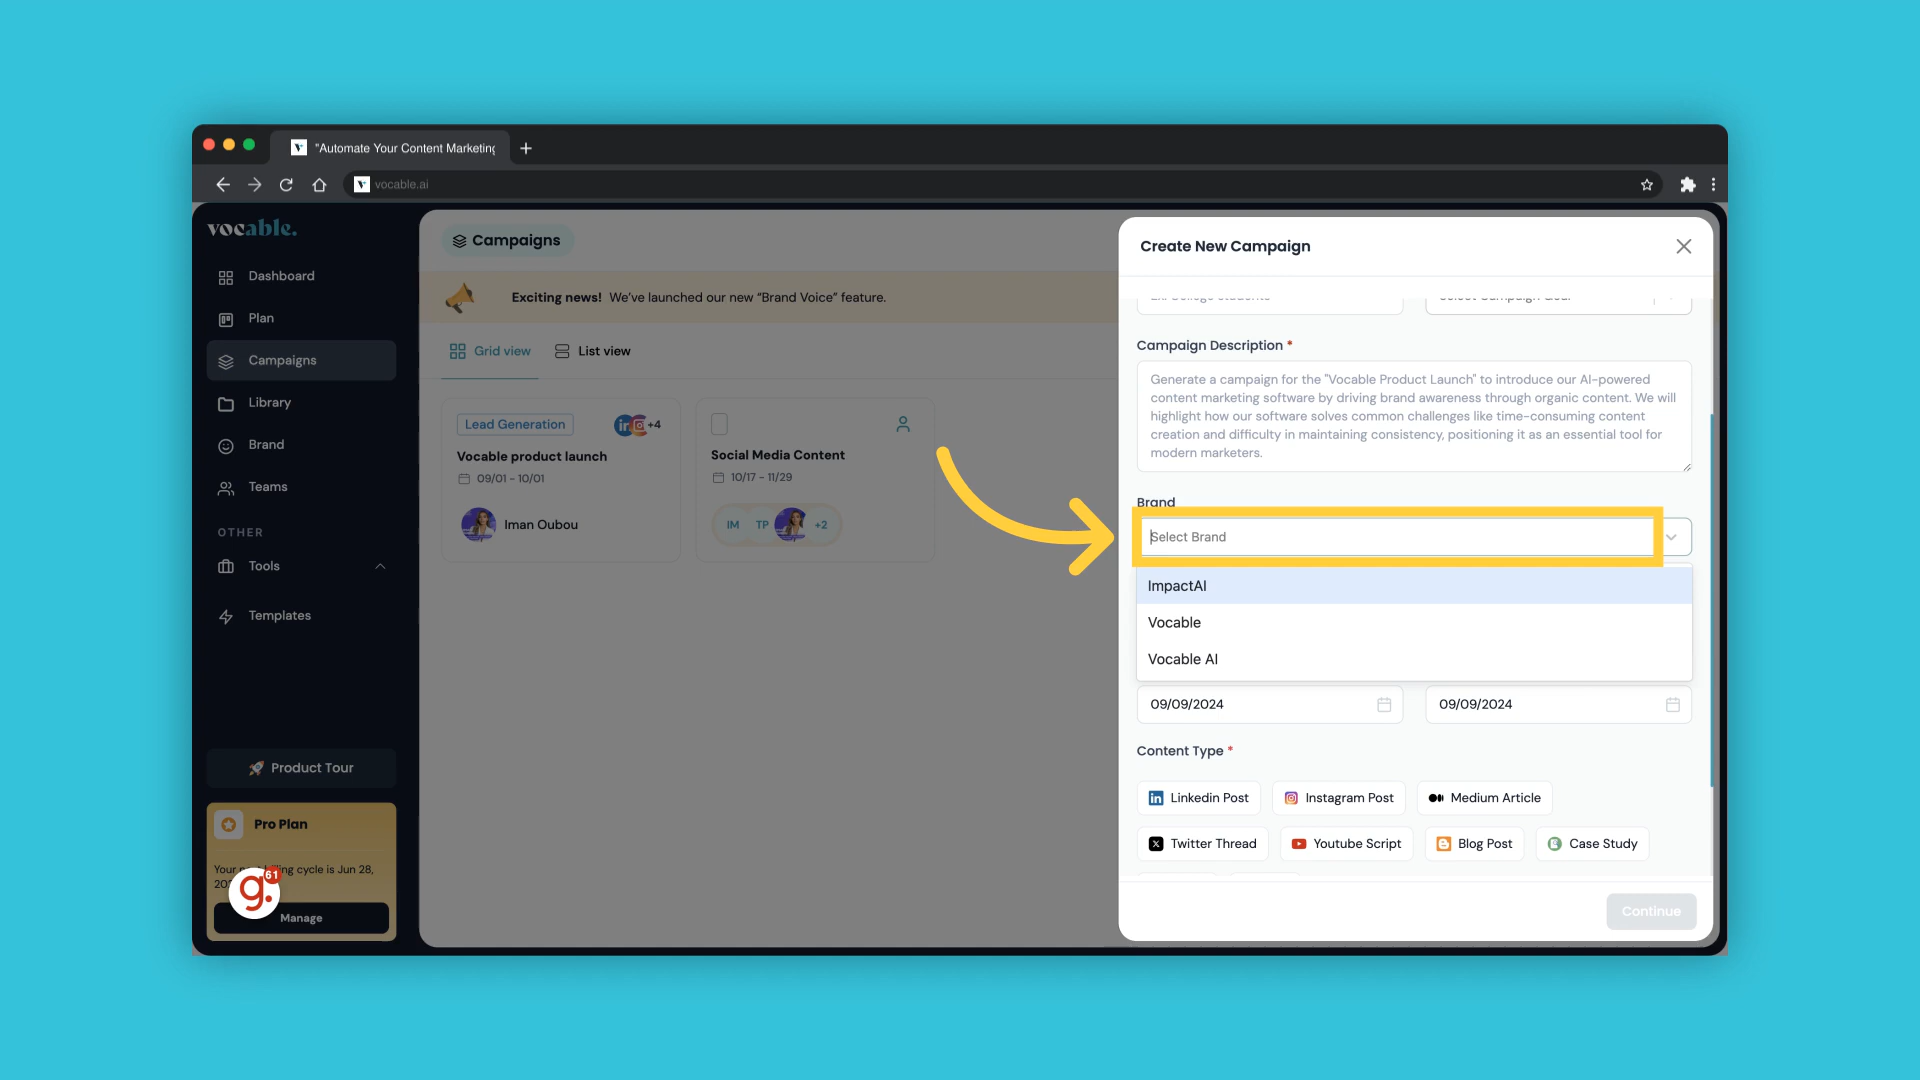 "Automate Your Content Marketing
vocable.ai
vocable.
Dashboard
Plan
Campaigns
Library
Brand
Teams
OTHER
Tools
Templates
Product Tour
Pro Plan
Your billing cycle is Jun 28,
g. 61
Manage
Campaigns
Exciting news! We've launched our new "Brand Voice" feature.
Grid view
List view
Lead Generation
+4
Vocable product launch
09/01 - 10/01
Iman Oubou
Social Media Content
10/17 - 11/29
IM TP +2
Create New Campaign
Campaign Description *
Generate a campaign for the "Vocable Product Launch" to introduce our AI-powered
content marketing software by driving brand awareness through organic content. We will
highlight how our software solves common challenges like time-consuming content
creation and difficulty in maintaining consistency, positioning it as an essential tool for
modern marketers.
Brand
Select Brand
ImpactAI
Vocable
Vocable AI
09/09/2024
09/09/2024
Content Type *
Linkedin Post
Instagram Post
Medium Article
Twitter Thread
Youtube Script
Blog Post
Case Study
Continue